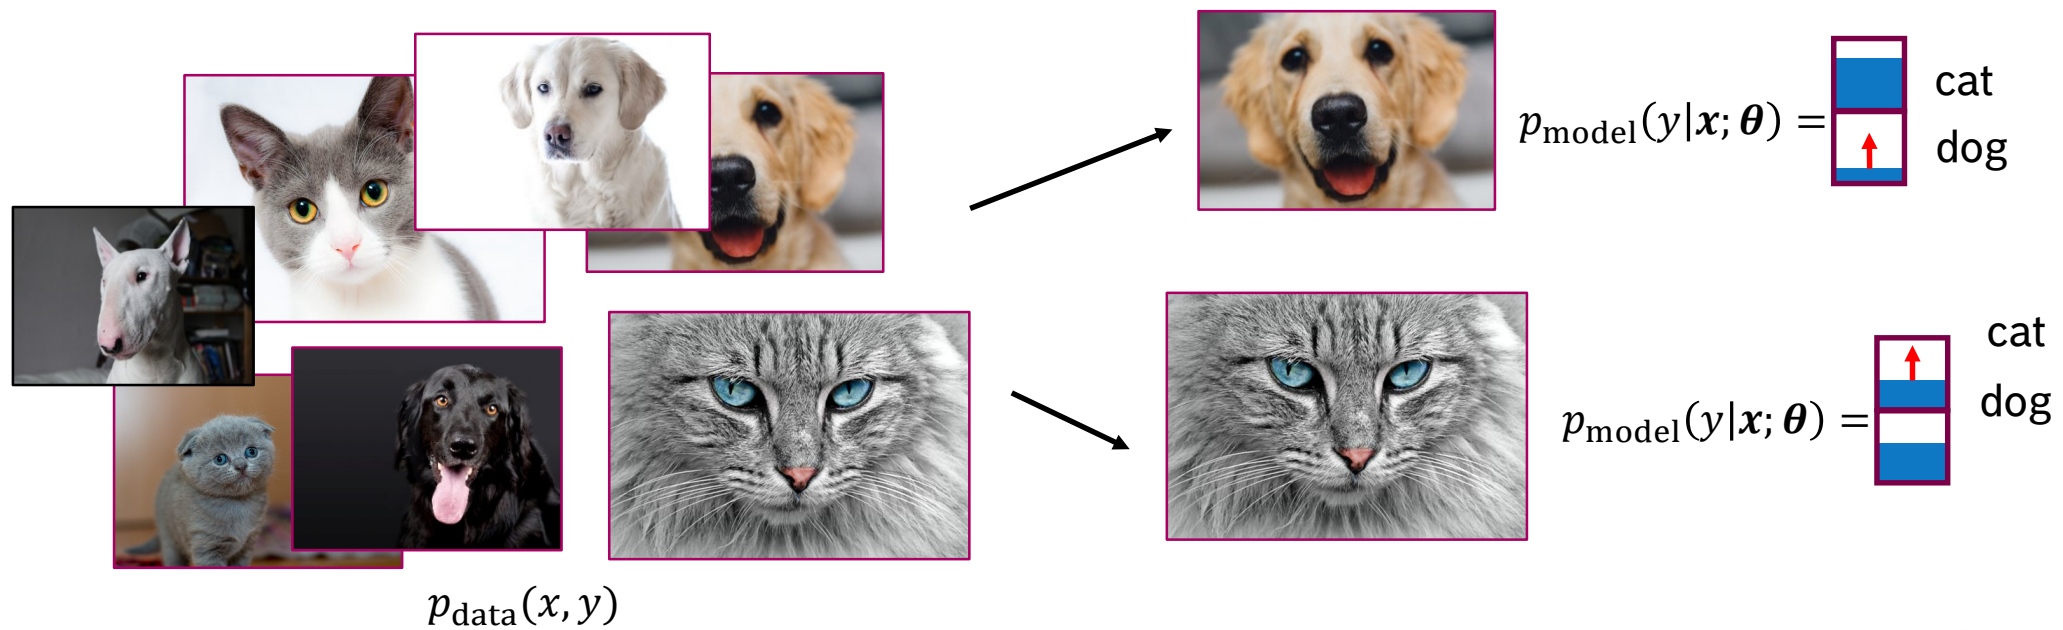 p_model(y|x; θ) =
cat
dog
p_model(y|x; θ) =
cat
dog
p_data(x, y)